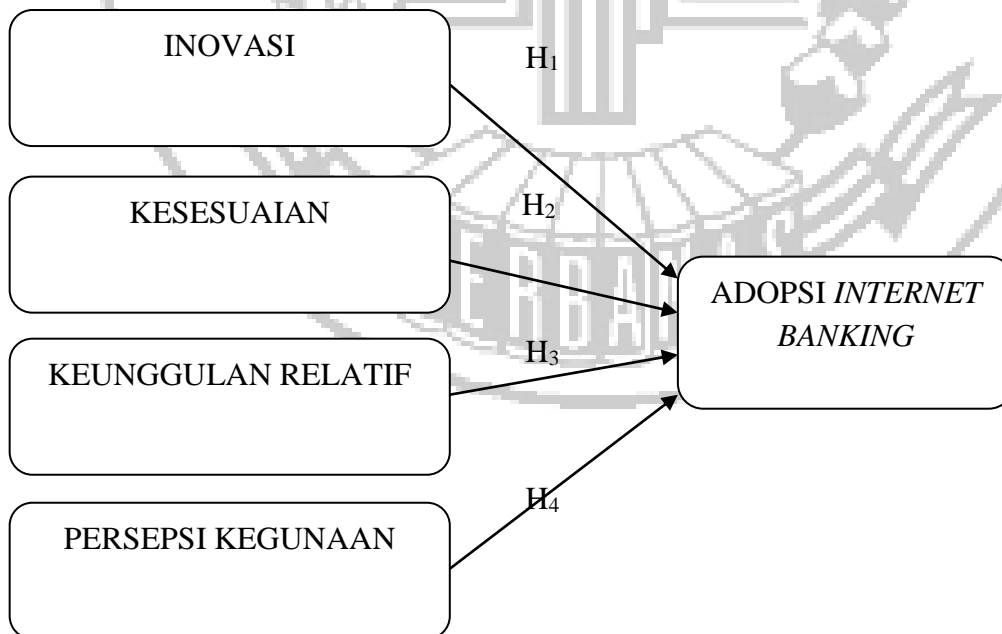 INOVASI
H₁
KESESUAIAN
H₂
ADOPSI INTERNET
BANKING
KEUNGGULAN RELATIF
H₃
PERSEPSI KEGUNAAN
H₄